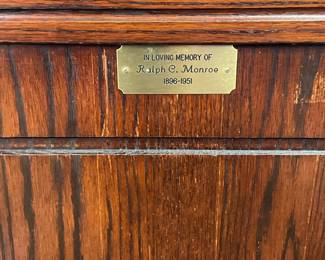 IN LOVING MEMORY OF
Ralph C. Monroe
1896-1951